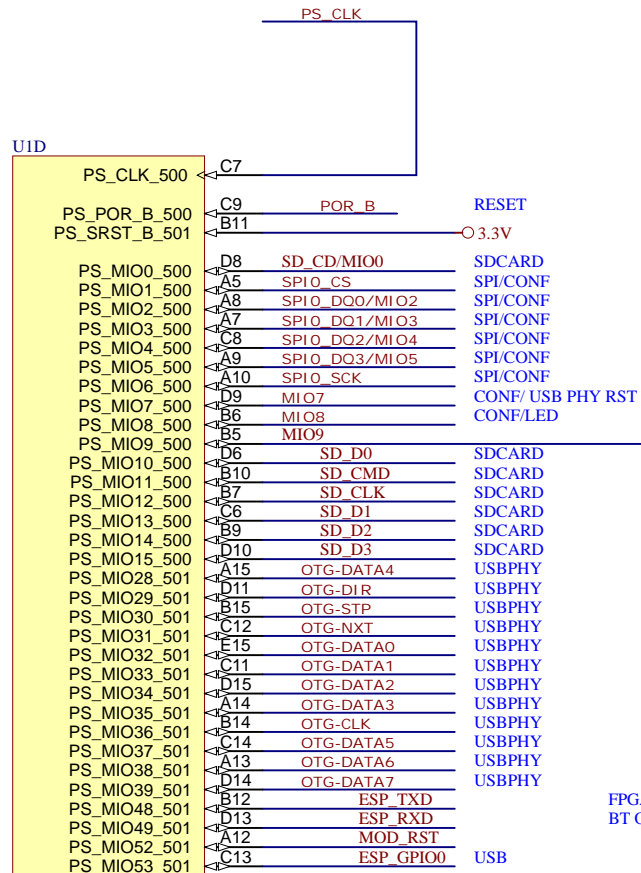 PS_CLK
U1D
PS_CLK_500 C7
PS_POR_B_500 C9 POR_B RESET
PS_SRST_B_501 B11 3.3V
PS_MIO0_500 D8 SD_CD/MIO0 SDCARD
PS_MIO1_500 A5 SPI0_CS SPI/CONF
PS_MIO2_500 A8 SPI0_DQ0/MIO2 SPI/CONF
PS_MIO3_500 A7 SPI0_DQ1/MIO3 SPI/CONF
PS_MIO4_500 C8 SPI0_DQ2/MIO4 SPI/CONF
PS_MIO5_500 A9 SPI0_DQ3/MIO5 SPI/CONF
PS_MIO6_500 A10 SPI0_SCK SPI/CONF
PS_MIO7_500 D9 MIO7 CONF/ USB PHY RST
PS_MIO8_500 B6 MIO8 CONF/LED
PS_MIO9_500 B5 MIO9
PS_MIO10_500 D6 SD_D0 SDCARD
PS_MIO11_500 B10 SD_CMD SDCARD
PS_MIO12_500 B7 SD_CLK SDCARD
PS_MIO13_500 C6 SD_D1 SDCARD
PS_MIO14_500 B9 SD_D2 SDCARD
PS_MIO15_500 D10 SD_D3 SDCARD
PS_MIO28_501 A15 OTG-DATA4 USBPHY
PS_MIO29_501 D11 OTG-DIR USBPHY
PS_MIO30_501 B15 OTG-STP USBPHY
PS_MIO31_501 C12 OTG-NXT USBPHY
PS_MIO32_501 E15 OTG-DATA0 USBPHY
PS_MIO33_501 C11 OTG-DATA1 USBPHY
PS_MIO34_501 D15 OTG-DATA2 USBPHY
PS_MIO35_501 A14 OTG-DATA3 USBPHY
PS_MIO36_501 B14 OTG-CLK USBPHY
PS_MIO37_501 C14 OTG-DATA5 USBPHY
PS_MIO38_501 A13 OTG-DATA6 USBPHY
PS_MIO39_501 D14 OTG-DATA7 USBPHY
PS_MIO48_501 B12 ESP_TXD FPG
PS_MIO49_501 D13 ESP_RXD BT
PS_MIO52_501 A12 MOD_RST
PS_MIO53_501 C13 ESP_GPIO0 USB